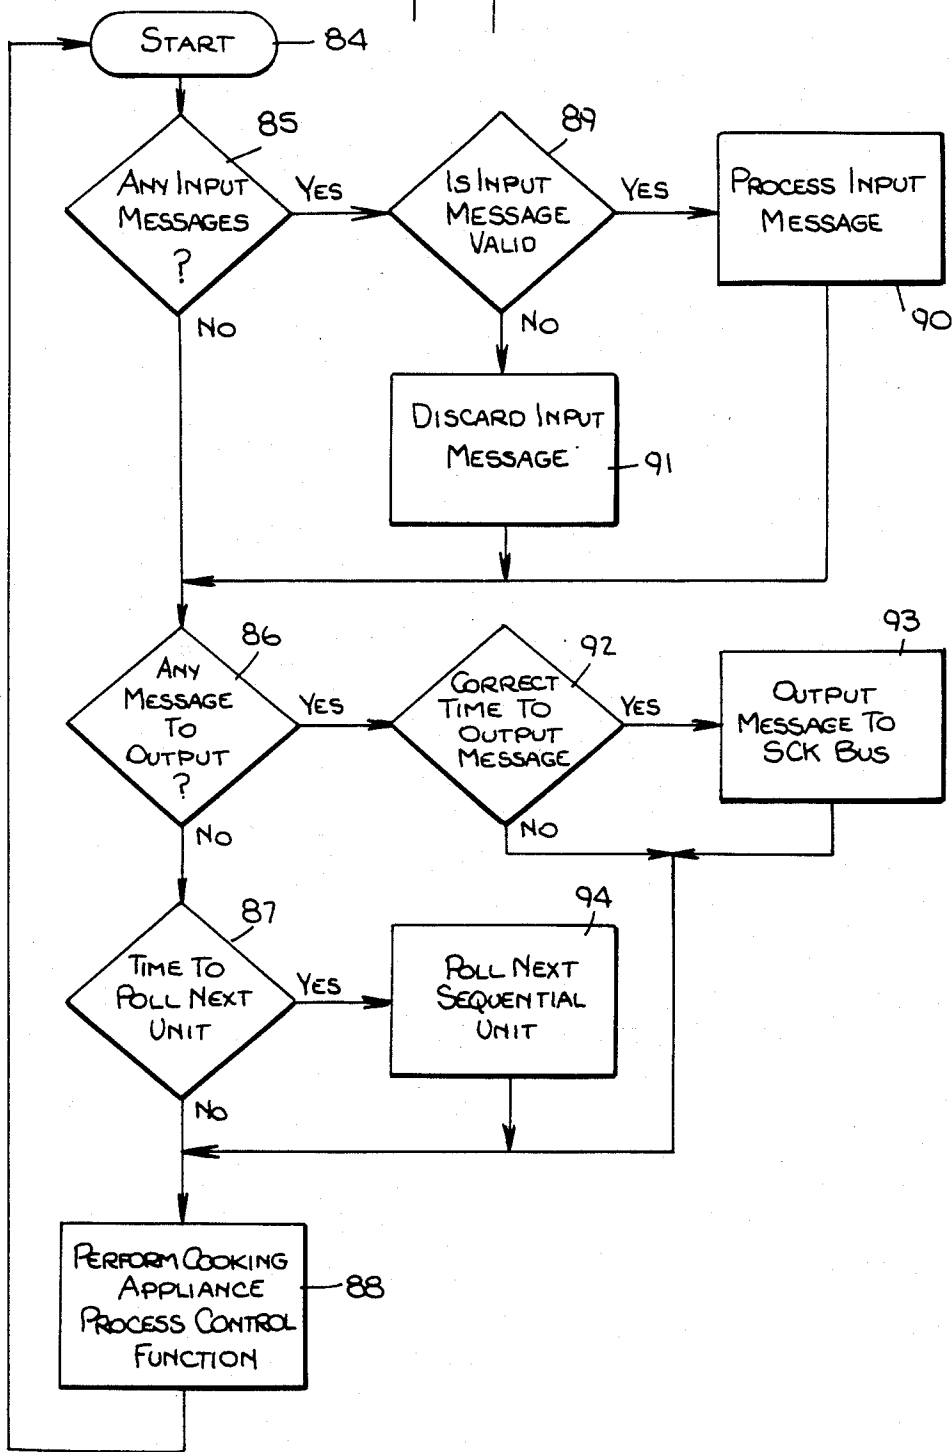 START
84
85
ANY INPUT
MESSAGES
?
YES
NO
89
IS INPUT
MESSAGE
VALID
YES
NO
PROCESS INPUT
MESSAGE
90
DISCARD INPUT
MESSAGE
91
86
ANY
MESSAGE
TO
OUTPUT
?
YES
NO
92
CORRECT
TIME TO
OUTPUT
MESSAGE
YES
NO
93
OUTPUT
MESSAGE TO
SCK BUS
87
TIME TO
POLL NEXT
UNIT
YES
NO
94
POLL NEXT
SEQUENTIAL
UNIT
PERFORM COOKING
APPLIANCE
PROCESS CONTROL
FUNCTION
88